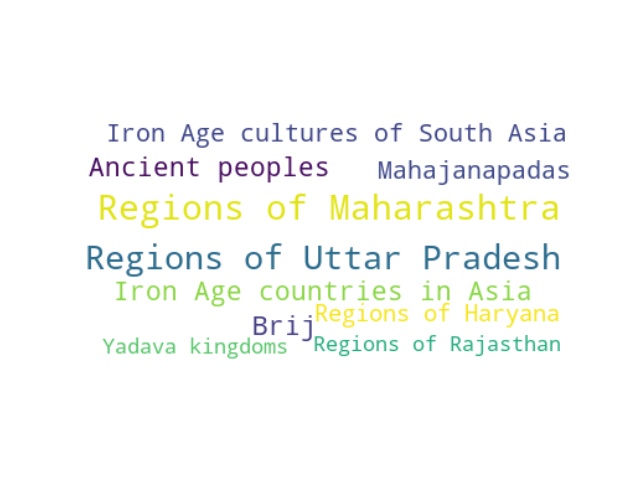 Iron Age cultures of South Asia
Ancient peoples Mahajanapadas
Regions of Maharashtra
Regions of Uttar Pradesh
Iron Age countries in Asia
Brij Regions of Haryana
Yadava kingdoms Regions of Rajasthan